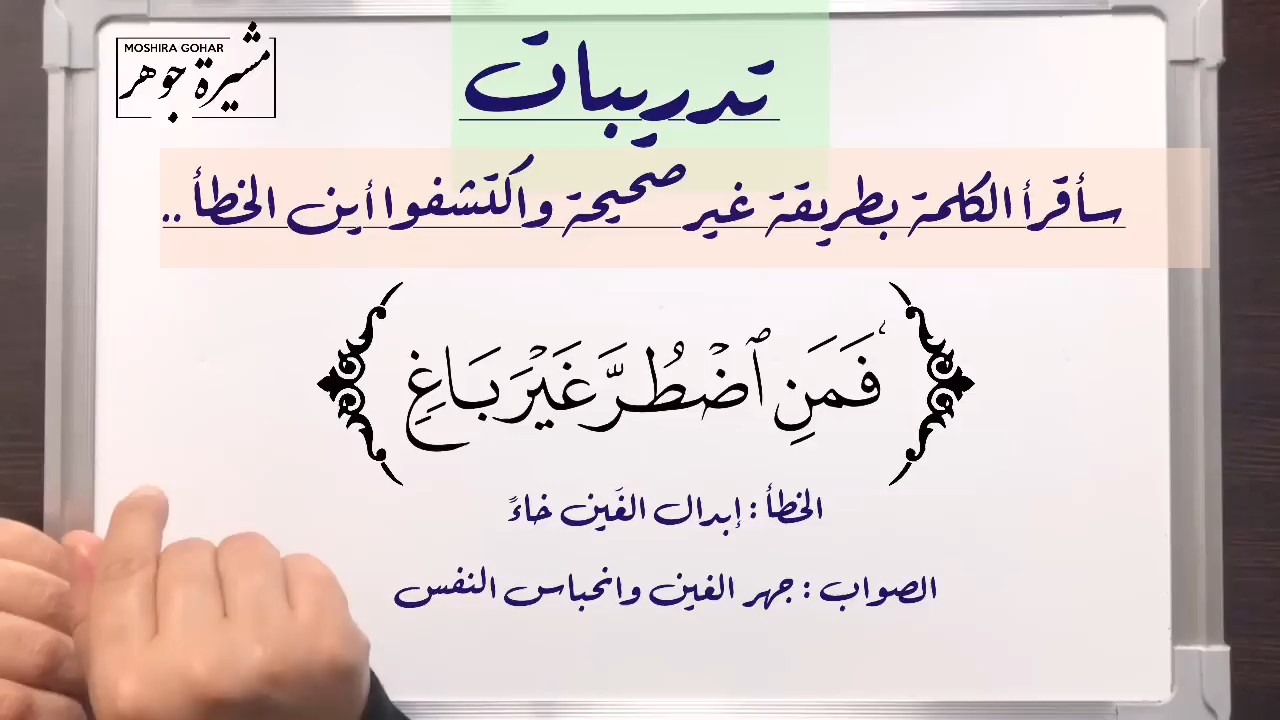 MOSHIRA GOHAR
مشيرة جوهر
تدريبات
سأقرأ الكلمة بطريقة غير صحيحة واكتشفوا أين الخطأ ..
فَمَنِ ٱضْطُرَّ غَيْرَ بَاغِ
الخطأ : إبدال الغَين خاءً
الصواب : جهر الغين وانحباس النفس